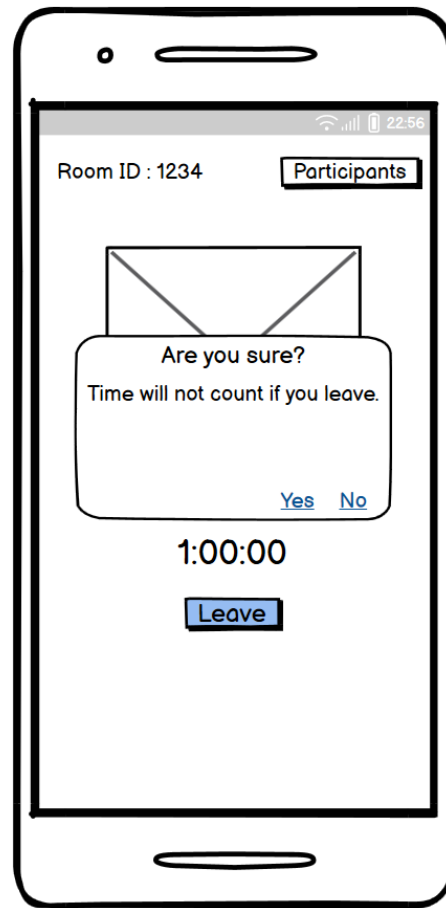 22:56
Room ID : 1234
Participants
Are you sure?
Time will not count if you leave.
Yes No
1:00:00
Leave